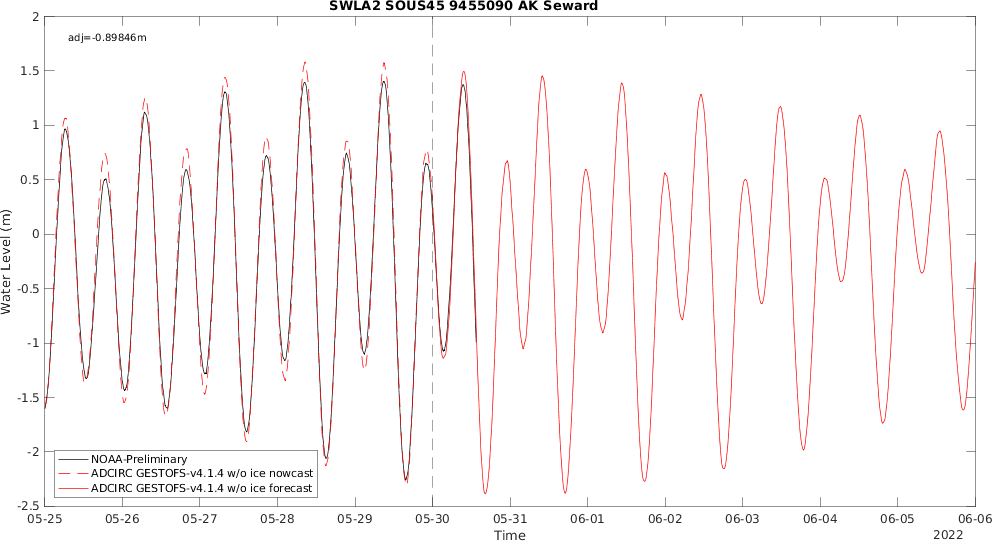 SWLA2 SOUS45 9455090 AK Seward
adj=-0.89846m
2
1.5
1
0.5
0
-0.5
-1
-1.5
-2
-2.5
Water Level (m)
NOAA-Preliminary
ADCIRC GESTOFS-v4.1.4 w/o ice nowcast
ADCIRC GESTOFS-v4.1.4 w/o ice forecast
05-25 05-26 05-27 05-28 05-29 05-30 05-31 06-01 06-02 06-03 06-04 06-05 06-06
Time
2022